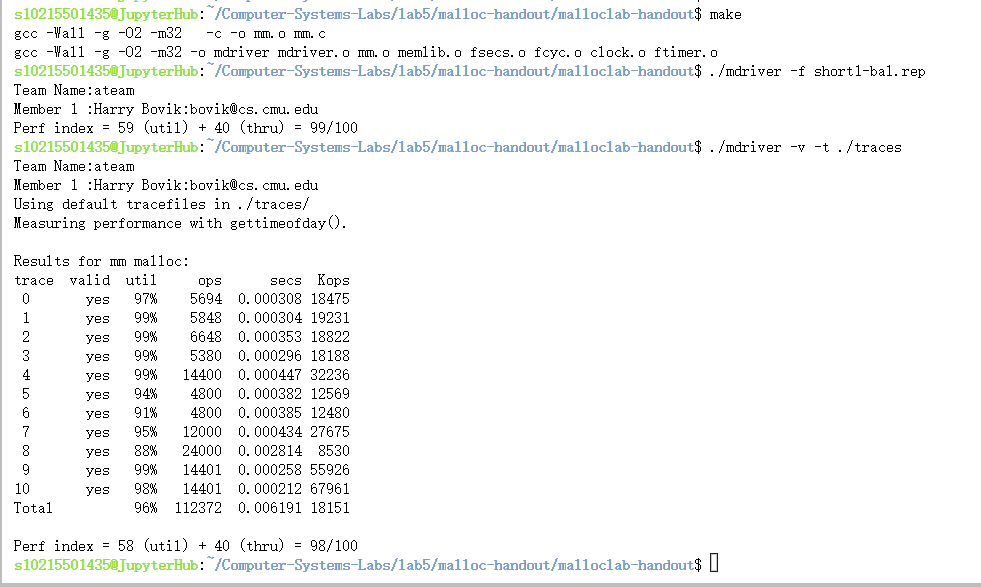 s10215501435@JupyterHub:~/Computer-Systems-Labs/lab5/malloc-handout/malloclab-handout$ make
gcc -Wall -g -O2 -m32   -c -o mm.o mm.c
gcc -Wall -g -O2 -m32 -o mdriver mdriver.o mm.o memlib.o fsecs.o fcyc.o clock.o ftimer.o
s10215501435@JupyterHub:~/Computer-Systems-Labs/lab5/malloc-handout/malloclab-handout$ ./mdriver -f short1-bal.rep
Team Name:ateam
Member 1 :Harry Bovik:bovik@cs.cmu.edu
Perf index = 59 (util) + 40 (thru) = 99/100
s10215501435@JupyterHub:~/Computer-Systems-Labs/lab5/malloc-handout/malloclab-handout$ ./mdriver -v -t ./traces
Team Name:ateam
Member 1 :Harry Bovik:bovik@cs.cmu.edu
Using default tracefiles in ./traces/
Measuring performance with gettimeofday().
Results for mm malloc:
trace  valid  util     ops      secs  Kops
 0       yes   97%    5694  0.000308 18475
 1       yes   99%    5848  0.000304 19231
 2       yes   99%    6648  0.000353 18822
 3       yes   99%    5380  0.000296 18188
 4       yes   99%   14400  0.000447 32236
 5       yes   94%    4800  0.000382 12569
 6       yes   91%    4800  0.000385 12480
 7       yes   95%   12000  0.000434 27675
 8       yes   88%   24000  0.002814  8530
 9       yes   99%   14401  0.000258 55926
10       yes   98%   14401  0.000212 67961
Total          96%  112372  0.006191 18151
Perf index = 58 (util) + 40 (thru) = 98/100
s10215501435@JupyterHub:~/Computer-Systems-Labs/lab5/malloc-handout/malloclab-handout$